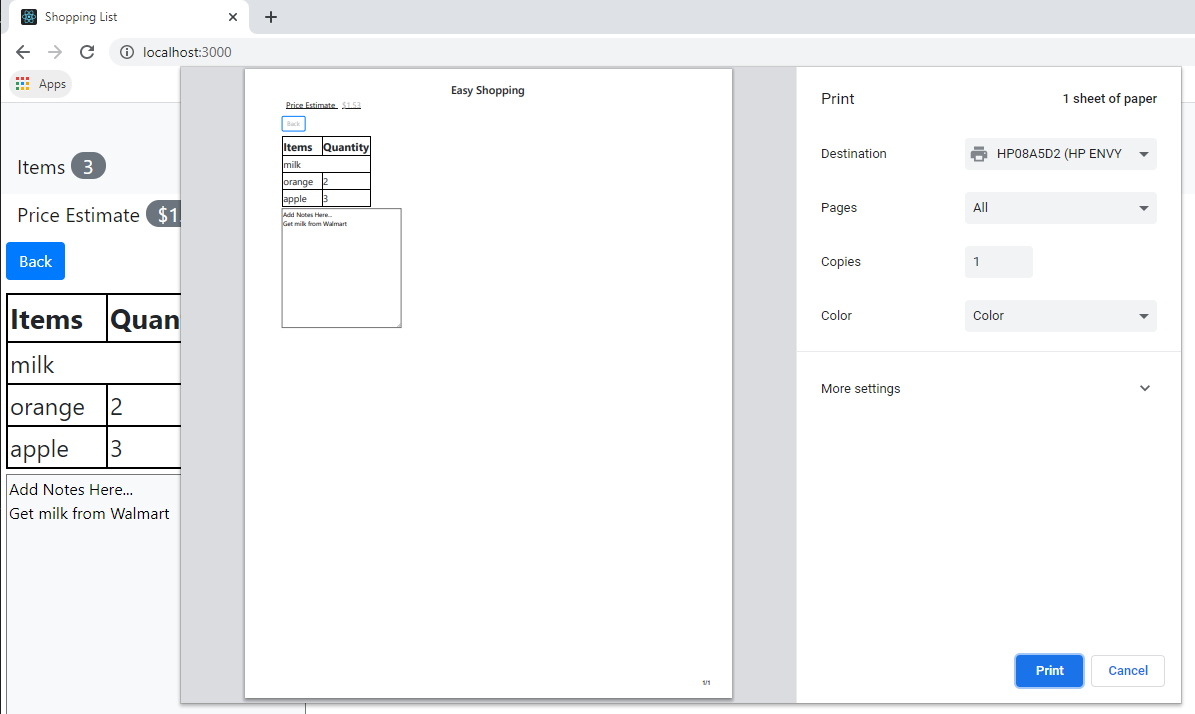 Shopping List
localhost:3000
Apps
Items 3
Price Estimate $1.
Back
Items Quan
milk
orange 2
apple 3
Add Notes Here...
Get milk from Walmart
Easy Shopping
Price Estimate $1.53
Back
Items Quantity
milk
orange 2
apple 3
Add Notes Here...
Get milk from Walmart
1/1
Print 1 sheet of paper
Destination HP08A5D2 (HP ENVY
Pages All
Copies 1
Color Color
More settings
Print Cancel